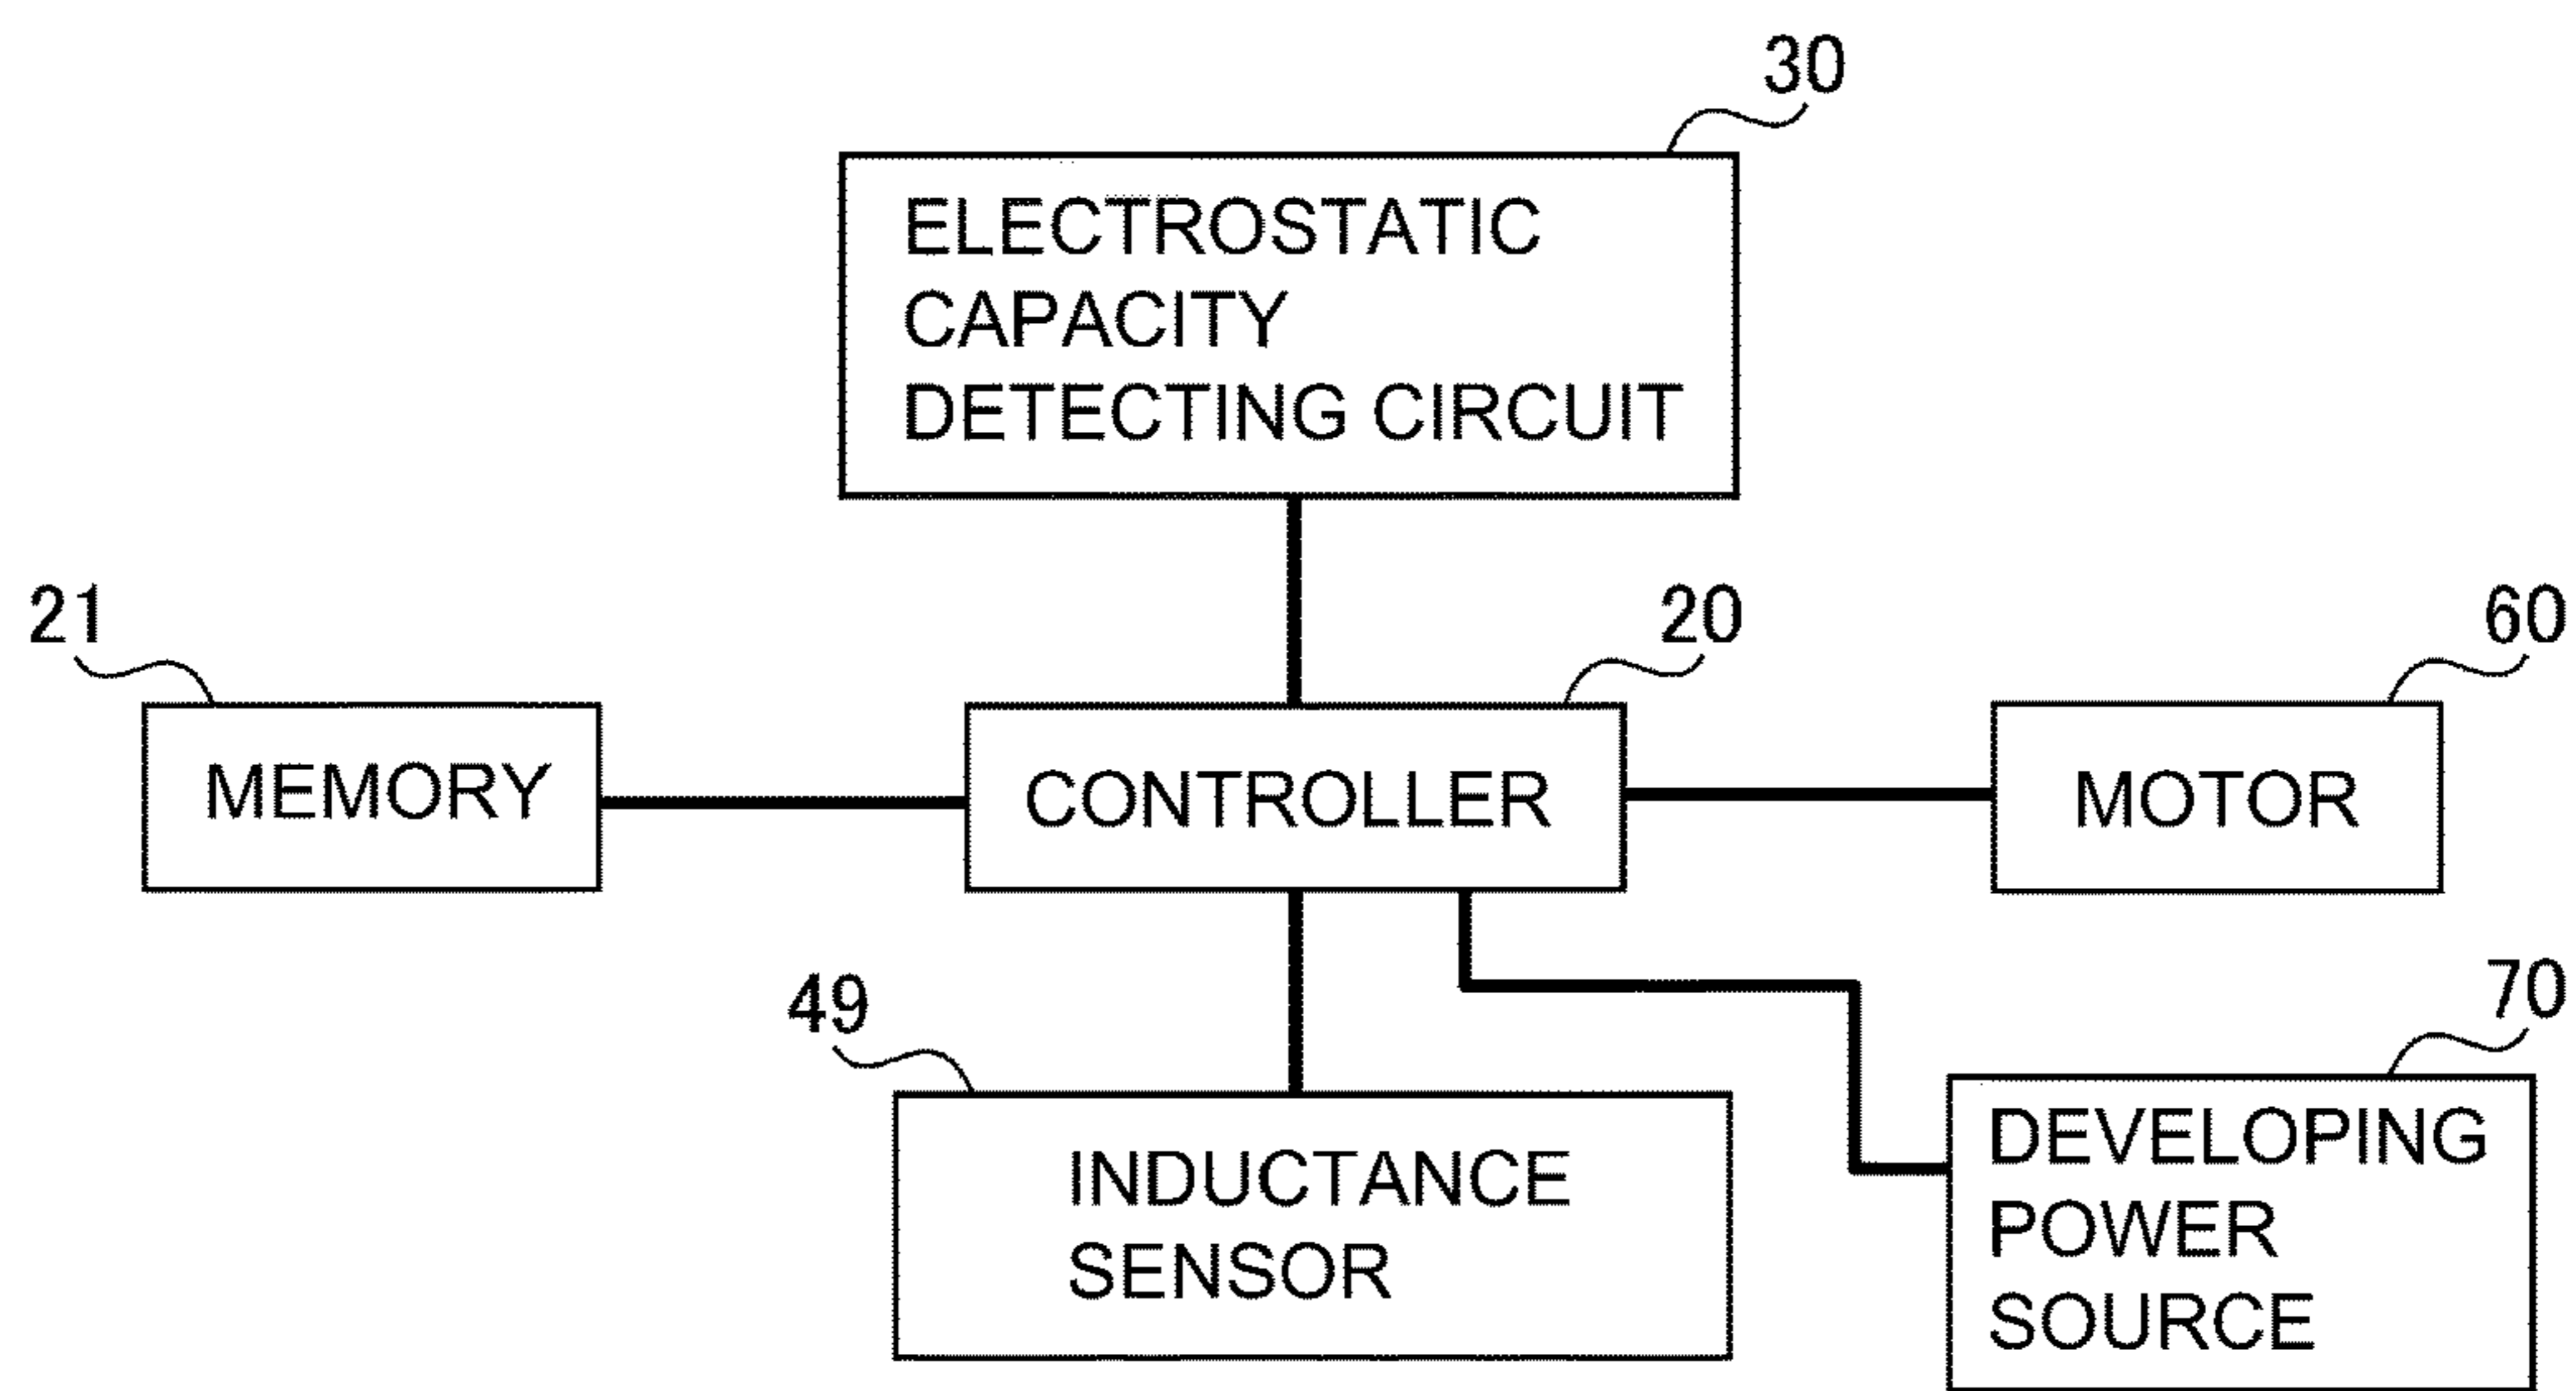 30
ELECTROSTATIC
CAPACITY
DETECTING CIRCUIT
21
20
60
MEMORY
CONTROLLER
MOTOR
49
70
INDUCTANCE
SENSOR
DEVELOPING
POWER
SOURCE